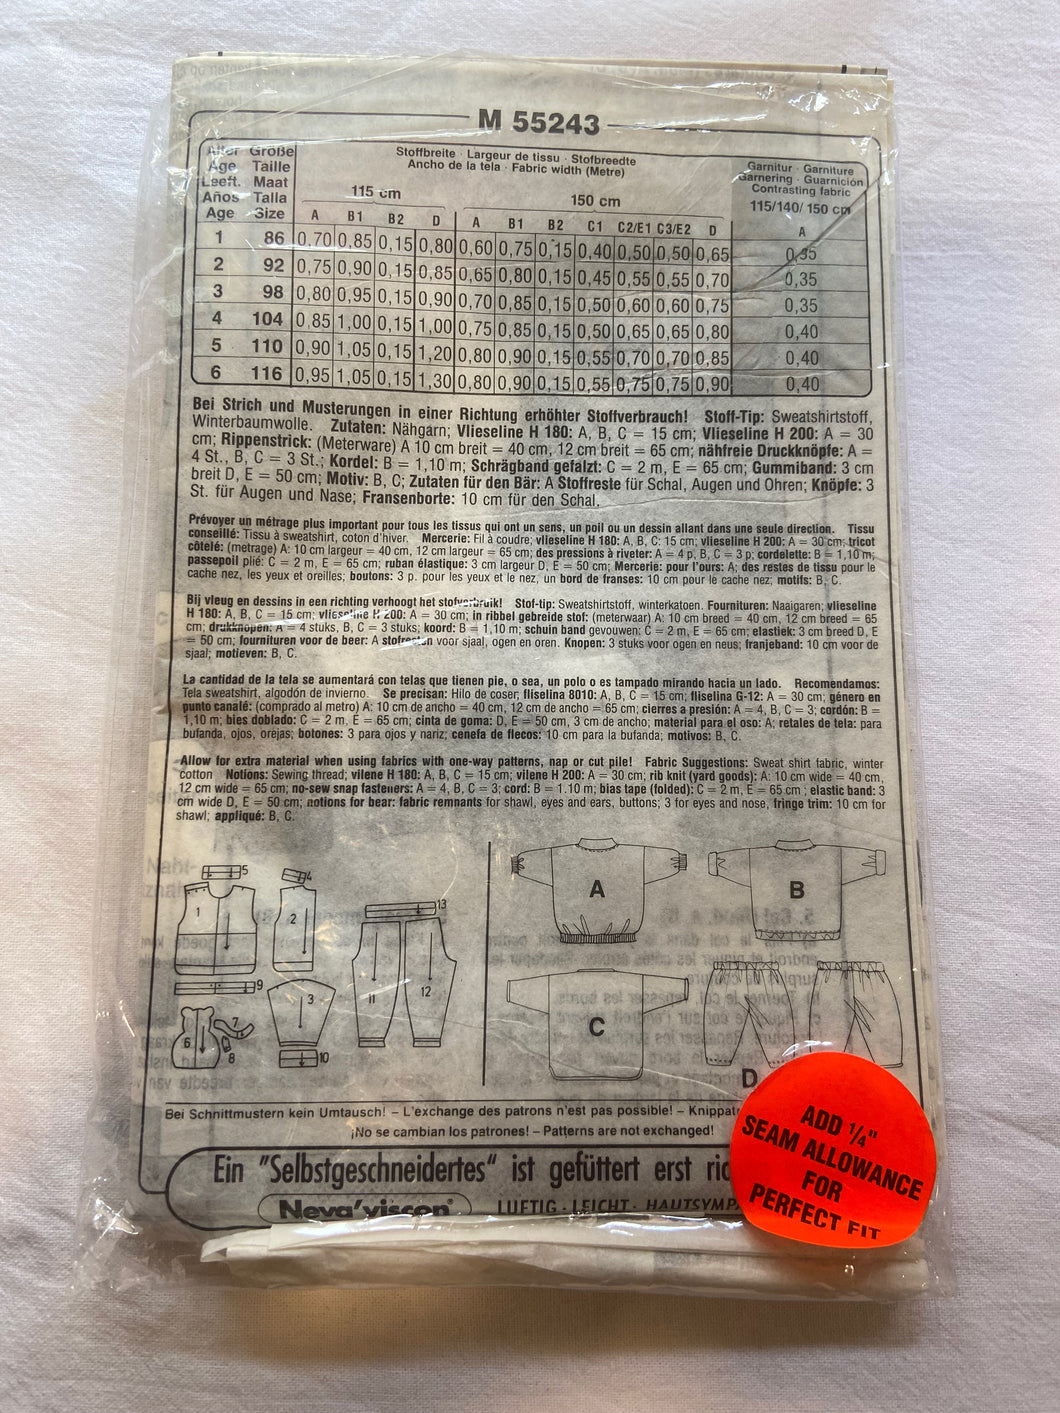 M 55243
Alter Größe
Age Taille
Leeft. Maat
Años Talla
Age Size
Stoffbreite · Largeur de tissu · Stofbreedte
Ancho de la tela · Fabric width (Metre)
115 cm
150 cm
Garnitur · Garniture
Garnering · Guarnición
Contrasting fabric
115/140/150 cm
A B1 B2 D A B1 B2 C1 C2/E1 C3/E2 D A
1 86 0,70 0,85 0,15 0,80 0,60 0,75 0,15 0,40 0,50 0,50 0,65 0,35
2 92 0,75 0,90 0,15 0,85 0,65 0,80 0,15 0,45 0,55 0,55 0,70 0,35
3 98 0,80 0,95 0,15 0,90 0,70 0,85 0,15 0,50 0,60 0,60 0,75 0,35
4 104 0,85 1,00 0,15 1,00 0,75 0,85 0,15 0,50 0,65 0,65 0,80 0,40
5 110 0,90 1,05 0,15 1,20 0,80 0,90 0,15 0,55 0,70 0,70 0,85 0,40
6 116 0,95 1,05 0,15 1,30 0,80 0,90 0,15 0,55 0,75 0,75 0,90 0,40
Bei Strich und Musterungen in einer Richtung erhöhter Stoffverbrauch! Stoff-Tip: Sweatshirtstoff,
Winterbaumwolle. Zutaten: Nähgarn; Vlieseline H 180: A, B, C = 15 cm; Vlieseline H 200: A = 30
cm; Rippenstrick: (Meterware) A 10 cm breit = 40 cm, 12 cm breit = 65 cm; nähfreie Druckknöpfe: A =
4 St., B, C = 3 St.; Kordel: B = 1,10 m; Schrägband gefalzt: C = 2 m, E = 65 cm; Gummiband: 3 cm
breit D, E = 50 cm; Motiv: B, C; Zutaten für den Bär: A Stoffreste für Schal, Augen und Ohren; Knöpfe: 3
St. für Augen und Nase; Fransenborte: 10 cm für den Schal.
Prévoyer un métrage plus important pour tous les tissus qui ont un sens, un poil ou un dessin allant dans une seule direction. Tissu
conseillé: Tissu à sweatshirt, coton d'hiver. Mercerie: Fil à coudre; vlieseline H 180: A, B, C: 15 cm; vlieseline H 200: A = 30 cm; tricot
côtelé: (metrage) A: 10 cm largeur = 40 cm, 12 cm largeur = 65 cm; des pressions à riveter: A = 4 p, B, C = 3 p; cordelette: B = 1,10 m;
passepoil plié: C = 2 m, E = 65 cm; ruban élastique: 3 cm largeur D, E = 50 cm; Mercerie: pour l'ours: A; des restes de tissu pour le
cache nez, les yeux et oreilles; boutons: 3 p. pour les yeux et le nez, un bord de franses: 10 cm pour le cache nez; motifs: B, C.
Bij vleug en dessins in een richting verhoogt het stofverbruik! Stof-tip: Sweatshirtstoff, winterkatoen. Fournituren: Naaigaren; vlieseline
H 180: A, B, C = 15 cm; vlieseline H 200: A = 30 cm; in ribbel gebreide stof: (meterwaar) A: 10 cm breed = 40 cm, 12 cm breed = 65
cm; drukknopen: A = 4 stuks, B, C = 3 stuks; koord: B = 1,10 m; schuin band gevouwen: C = 2 m, E = 65 cm; elastiek: 3 cm breed D, E
= 50 cm; fournituren voor de beer: A stofresten voor sjaal, ogen en oren. Knopen: 3 stuks voor ogen en neus; franjeband: 10 cm voor de
sjaal; motieven: B, C.
La cantidad de la tela se aumentará con telas que tienen pie, o sea, un polo o es tampado mirando hacia un lado. Recomendamos:
Tela sweatshirt, algodón de invierno. Se precisan: Hilo de coser, fliselina 8010: A, B, C = 15 cm; fliselina G-12: A = 30 cm; género en
punto canalé: (comprado al metro) A: 10 cm de ancho = 40 cm, 12 cm de ancho = 65 cm; cierres a presión: A = 4, B, C = 3; cordón: B =
1,10 m; bies doblado: C = 2 m, E = 65 cm; cinta de goma: D, E = 50 cm, 3 cm de ancho; material para el oso: A; retales de tela: para
bufanda, ojos, orejas; botones: 3 para ojos y nariz; cenefa de flecos: 10 cm para la bufanda; motivos: B, C.
Allow for extra material when using fabrics with one-way patterns, nap or cut pile! Fabric Suggestions: Sweat shirt fabric, winter
cotton Notions: Sewing thread; vilene H 180: A, B, C = 15 cm; vilene H 200: A = 30 cm; rib knit (yard goods): A: 10 cm wide = 40 cm,
12 cm wide = 65 cm; no-sew snap fasteners: A = 4, B, C = 3; cord: B = 1.10 m; bias tape (folded): C = 2 m, E = 65 cm; elastic band: 3
cm wide D, E = 50 cm; notions for bear: fabric remnants for shawl, eyes and ears, buttons; 3 for eyes and nose, fringe trim: 10 cm for
shawl; appliqué: B, C.
5 4 1 2 13
9 3 11 12
6 7 8 10
A B
C
D
Bei Schnittmustern kein Umtausch! – L'exchange des patrons n'est pas possible! – Knippat
¡No se cambian los patrones! – Patterns are not exchanged!
Ein "Selbstgeschneidertes" ist gefüttert erst ric
Neva'viscon®
LUFTIG · LEICHT · HAUTSYMP
ADD 1/4"
SEAM ALLOWANCE
FOR
PERFECT FIT